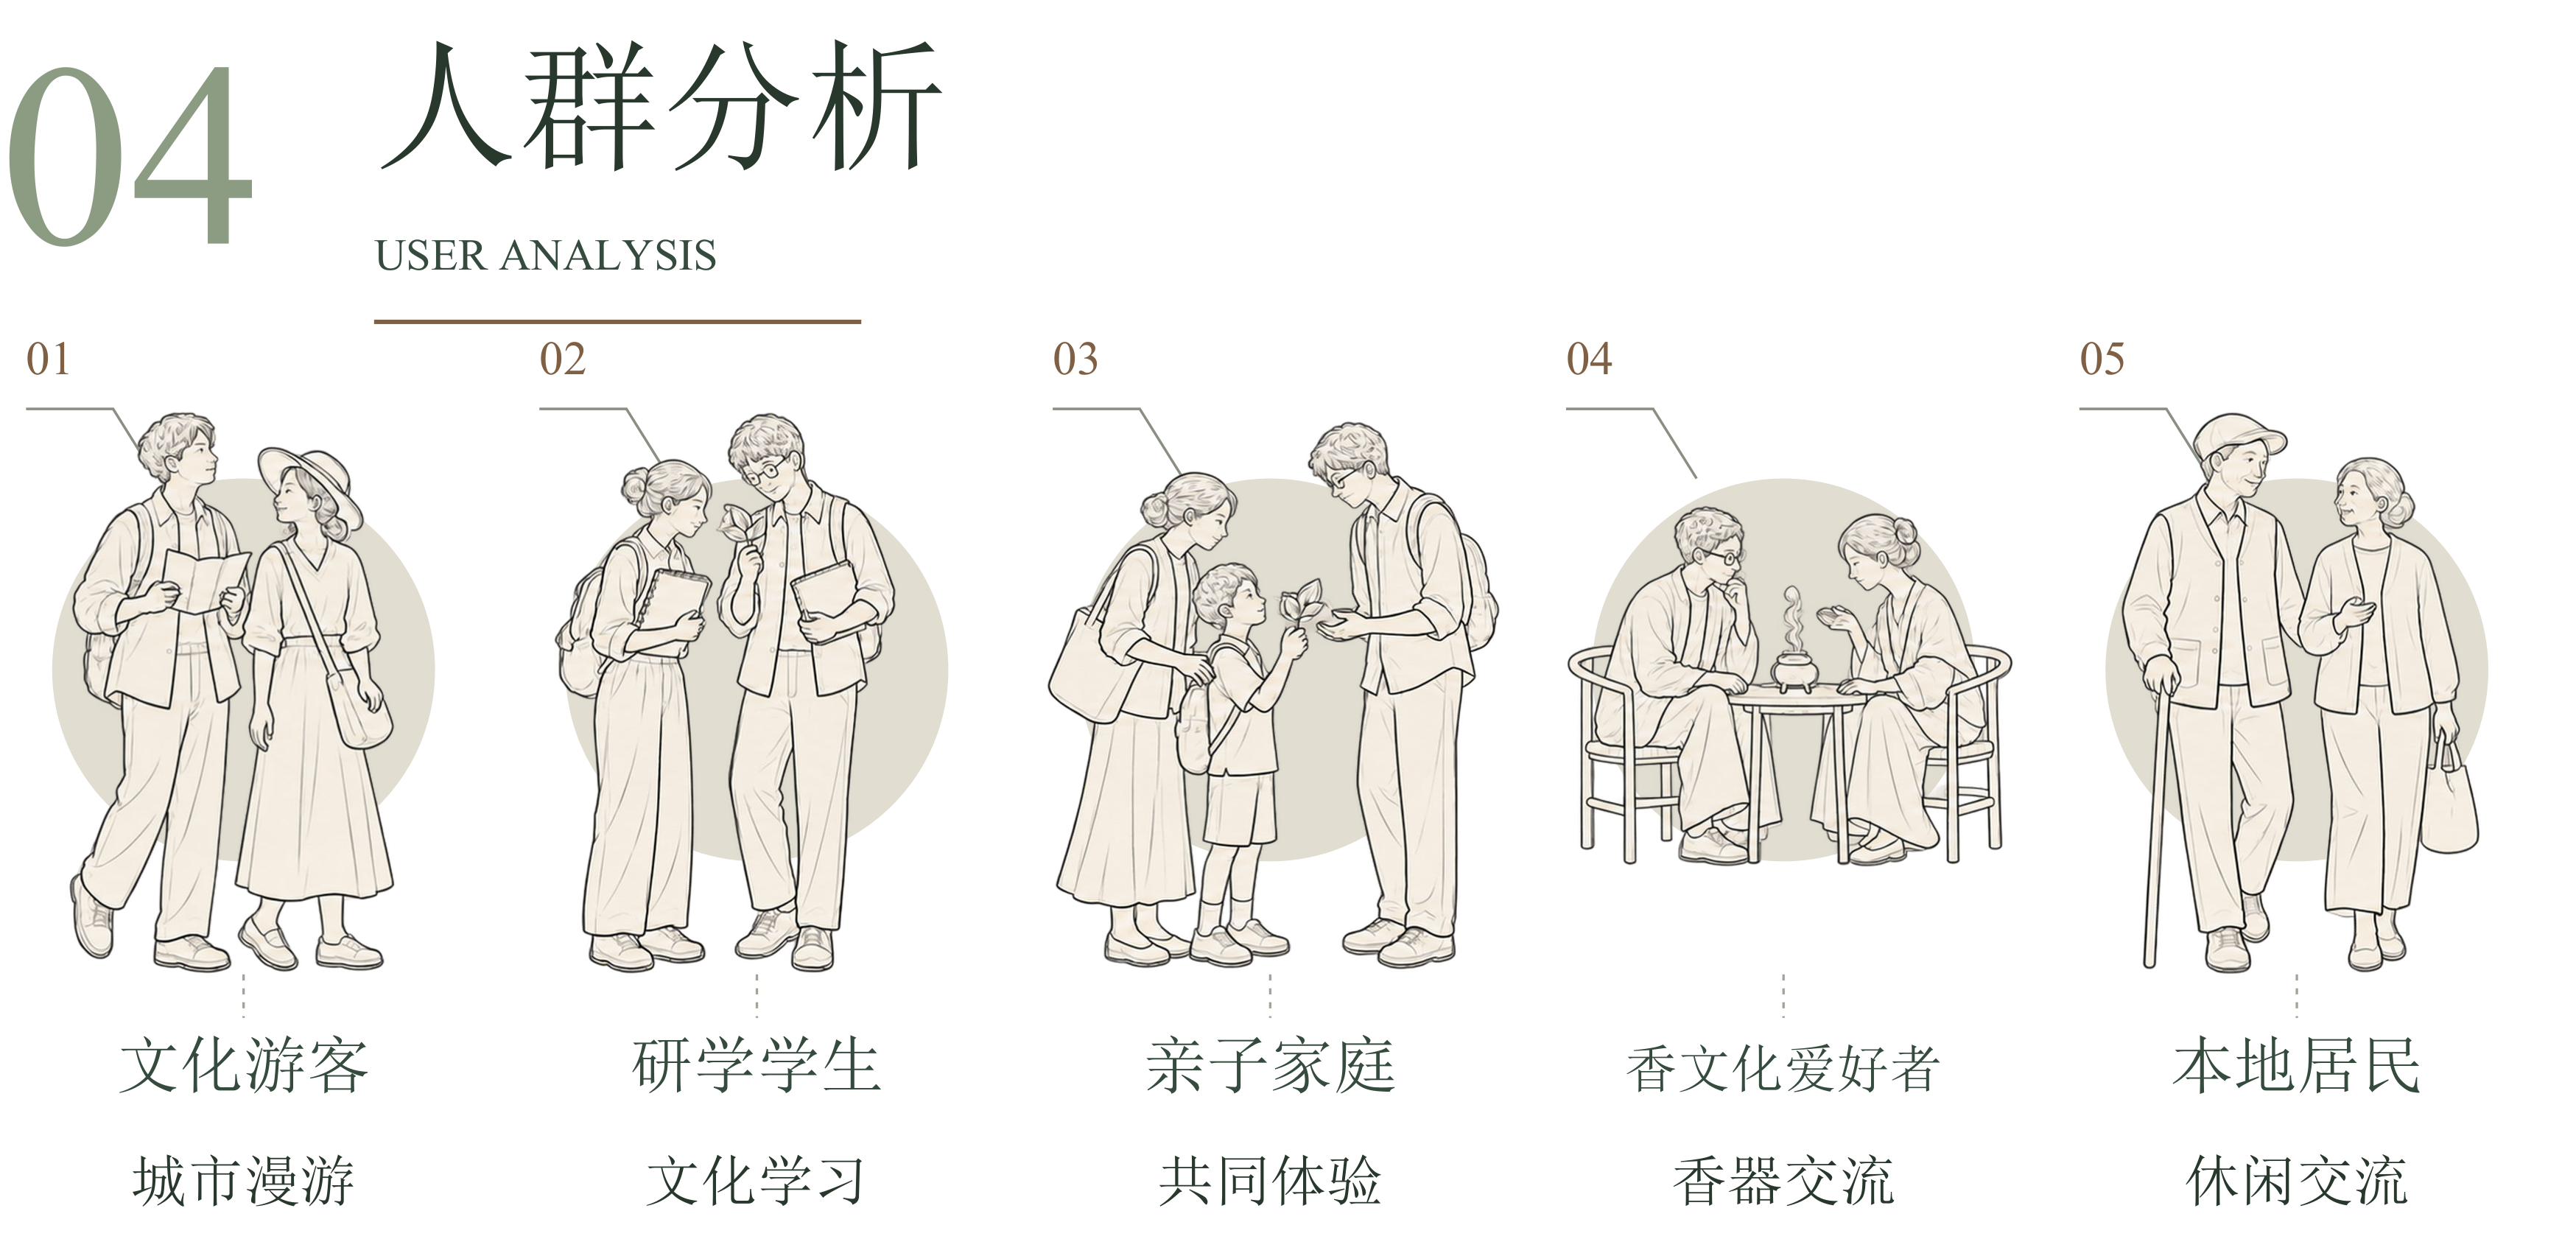 04
人群分析
USER ANALYSIS
01
02
03
04
05
文化游客
研学学生
亲子家庭
香文化爱好者
本地居民
城市漫游
文化学习
共同体验
香器交流
休闲交流